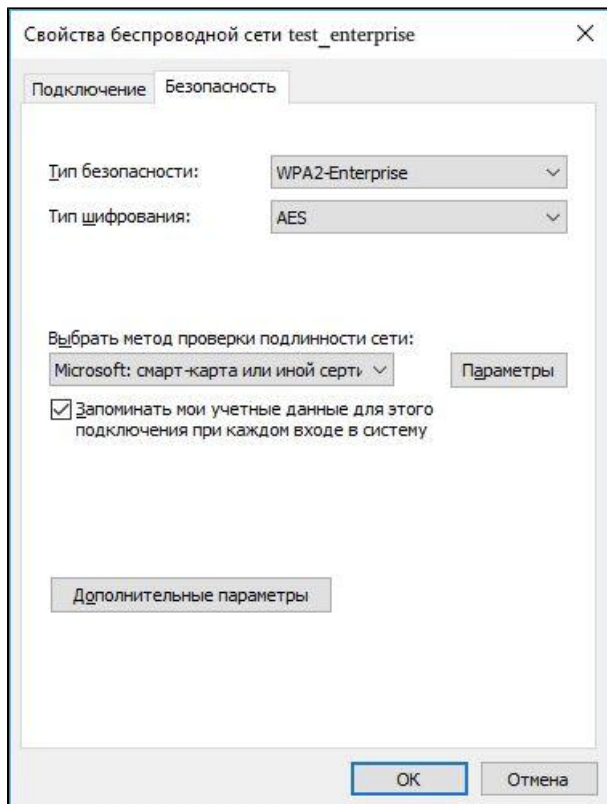 Свойства беспроводной сети test_enterprise
Подключение Безопасность
Тип безопасности: WPA2-Enterprise
Тип шифрования: AES
Выбрать метод проверки подлинности сети:
Microsoft: смарт-карта или иной серти Параметры
Запоминать мои учетные данные для этого
подключения при каждом входе в систему
Дополнительные параметры
ОК Отмена